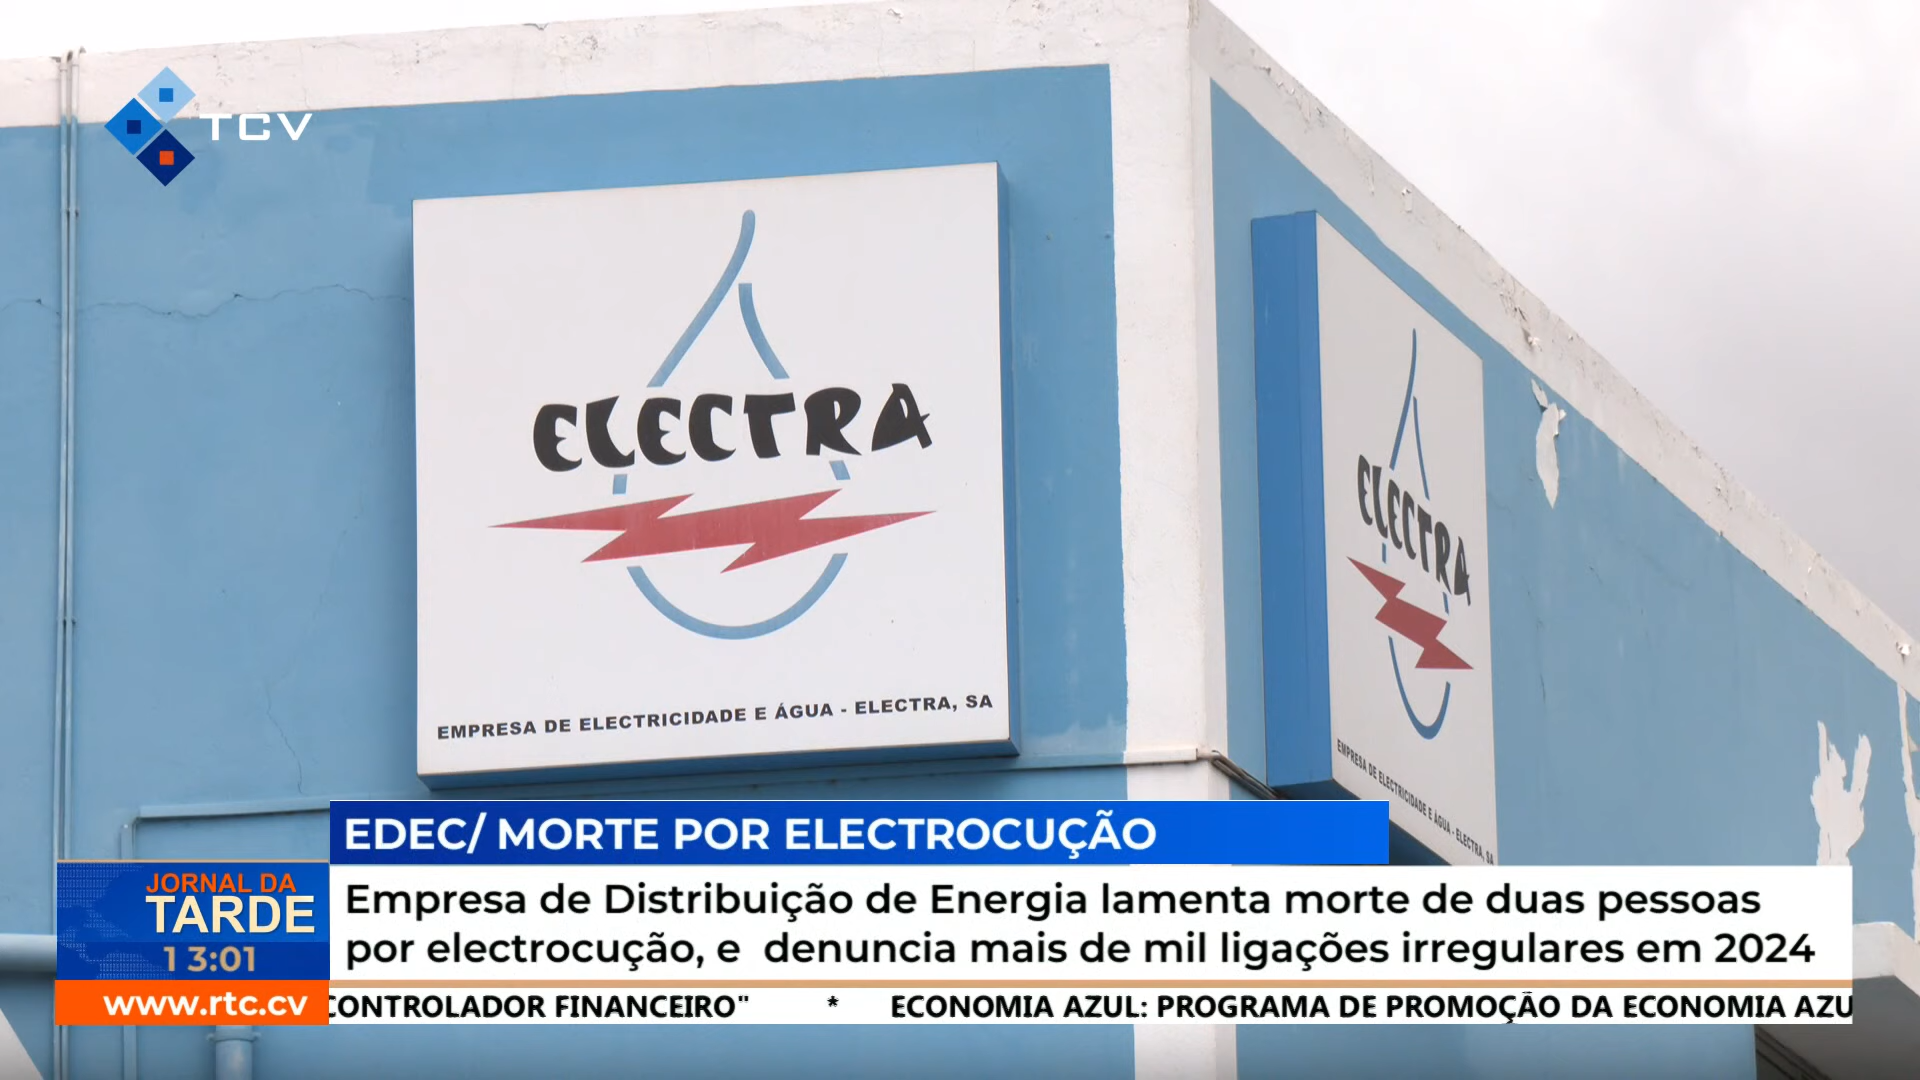 TCV
ELECTRA
EMPRESA DE ELECTRICIDADE E ÁGUA - ELECTRA, SA
ELECTRA
EMPRESA DE ELECTRICIDADE E ÁGUA - ELECTRA, SA
EDEC/ MORTE POR ELECTROCUÇÃO
Empresa de Distribuição de Energia lamenta morte de duas pessoas
por electrocução, e denuncia mais de mil ligações irregulares em 2024
JORNAL DA
TARDE
13:01
www.rtc.cv
CONTROLADOR FINANCEIRO" * ECONOMIA AZUL: PROGRAMA DE PROMOÇÃO DA ECONOMIA AZU